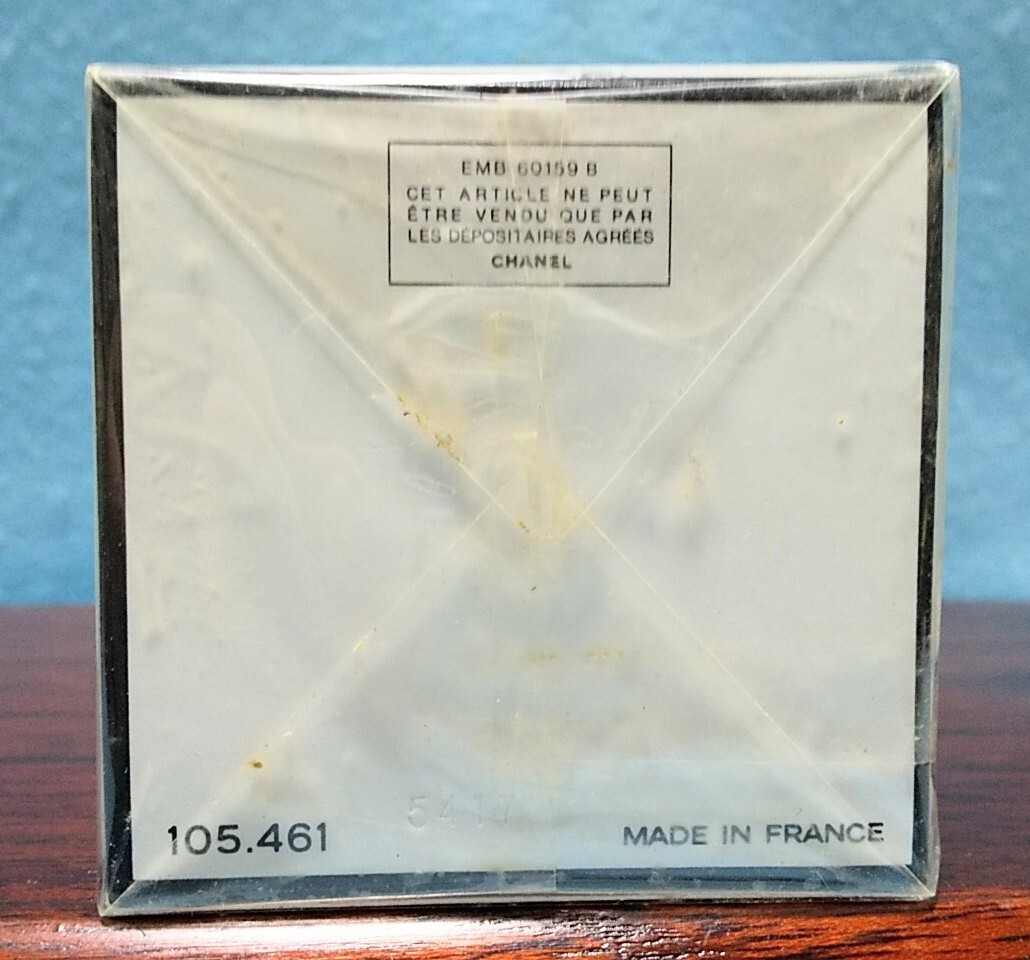 EMB 60159 B
CET ARTICLE NE PEUT
ÊTRE VENDU QUE PAR
LES DÉPOSITAIRES AGRÉÉS
CHANEL
105.461
MADE IN FRANCE